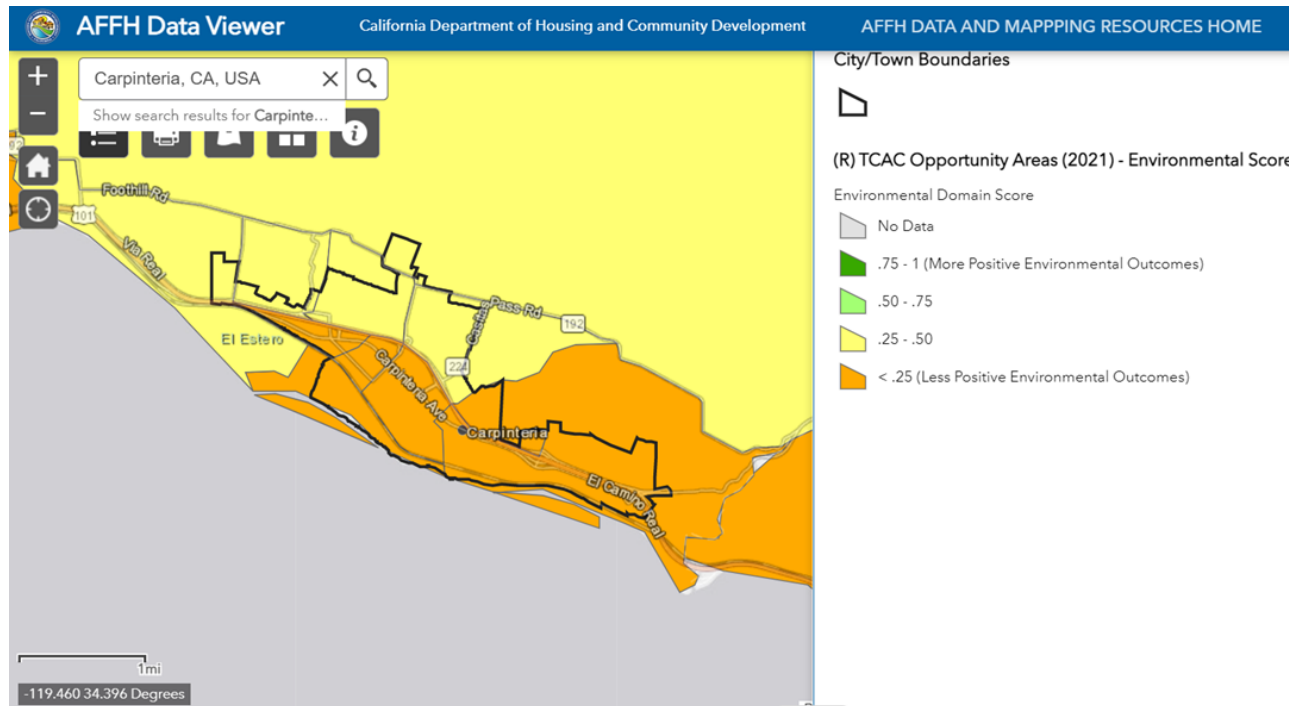 AFFH Data Viewer
California Department of Housing and Community Development
AFFH DATA AND MAPPPING RESOURCES HOME
+
Carpinteria, CA, USA
−
Show search results for Carpinte...
Foothill Rd
101
Via Real
El Estero
Pass Rd
192
224
Carpinteria Ave
Carpinteria
El Camino Real
1mi
-119.460 34.396 Degrees
City/Town Boundaries
(R) TCAC Opportunity Areas (2021) - Environmental Score
Environmental Domain Score
No Data
.75 - 1 (More Positive Environmental Outcomes)
.50 - .75
.25 - .50
< .25 (Less Positive Environmental Outcomes)